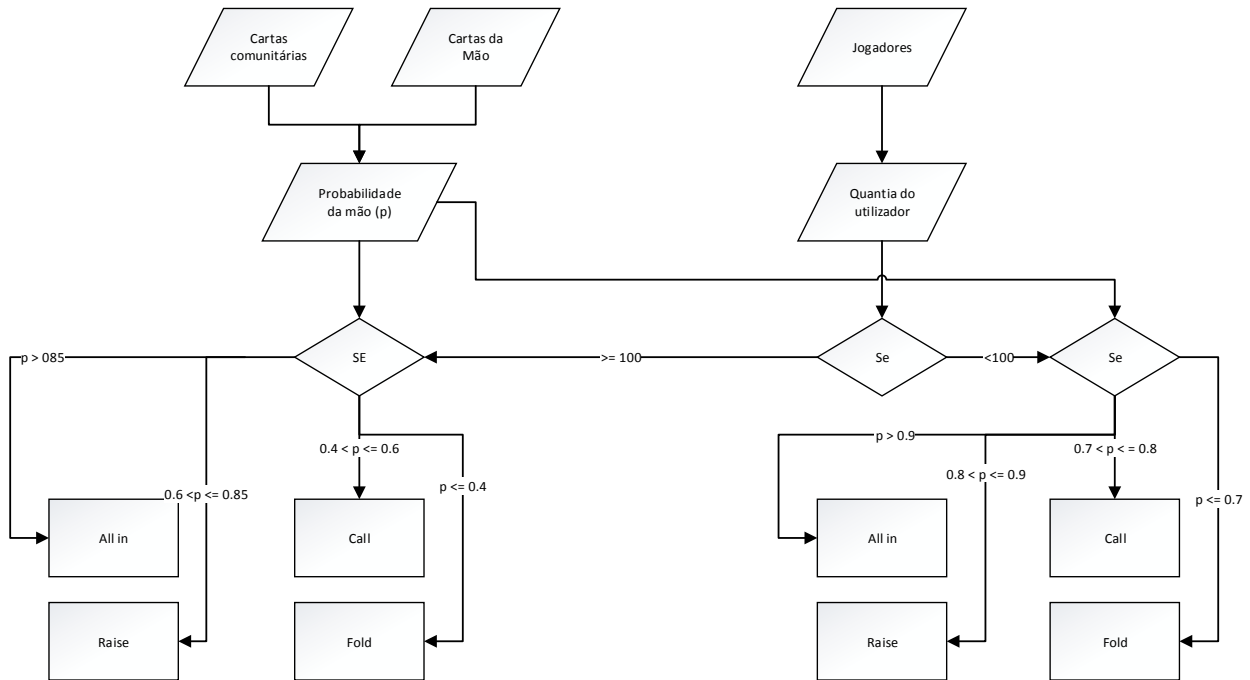 Cartas
comunitárias
Cartas da
Mão
Jogadores
Probabilidade
da mão (p)
Quantia do
utilizador
p > 085
SE
>= 100
Se
<100
Se
0.4 < p <= 0.6
p > 0.9
0.7 < p < = 0.8
0.6 <p <= 0.85
p <= 0.4
0.8 < p <= 0.9
p <= 0.7
All in
Call
All in
Call
Raise
Fold
Raise
Fold